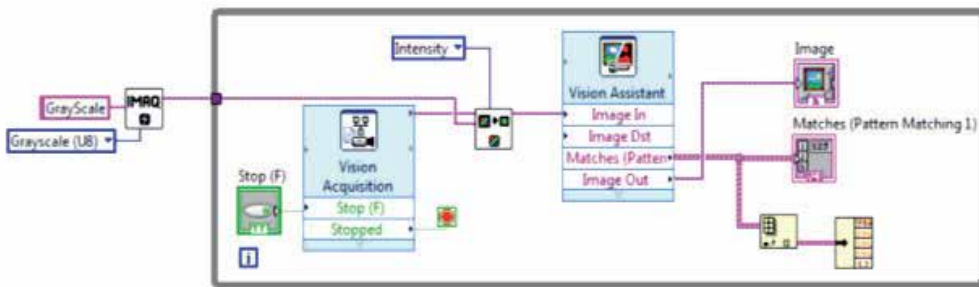 Intensity
Image
GrayScale
IMAQ
Grayscale (U8)
Vision Assistant
Image In
Image Dst
Matches (Patter
Image Out
Matches (Pattern Matching 1)
Vision
Acquisition
Stop (F)
Stop (F)
Stopped
i